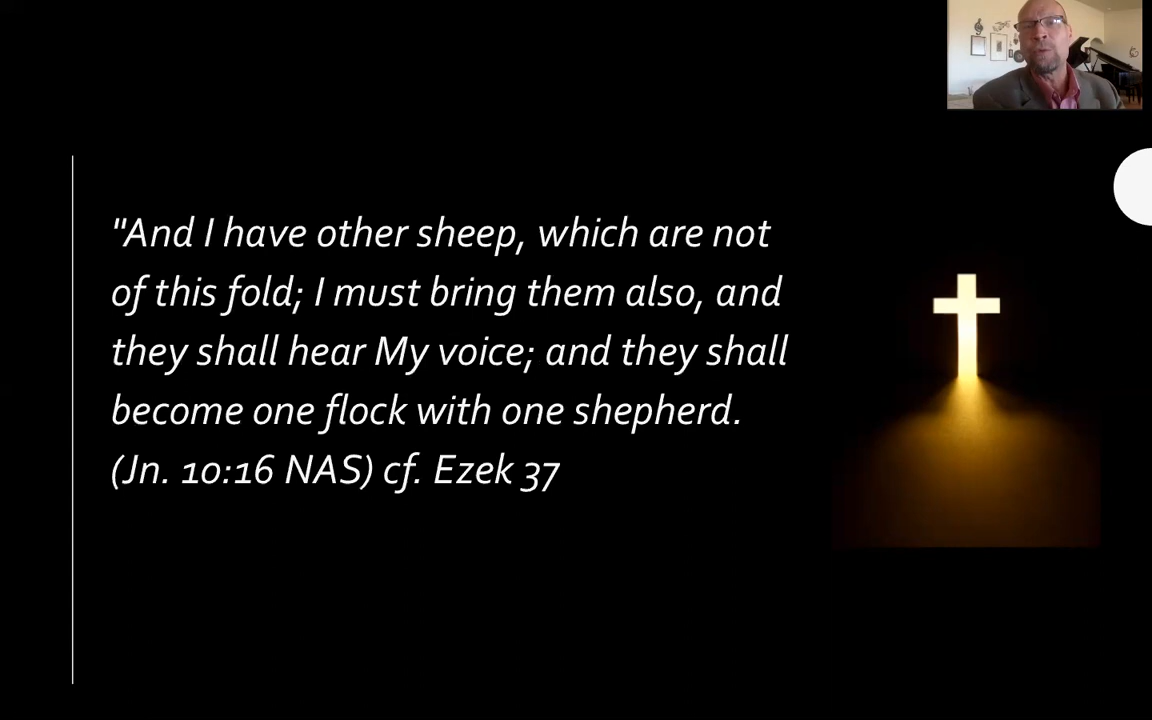 "And I have other sheep, which are not
of this fold; I must bring them also, and
they shall hear My voice; and they shall
become one flock with one shepherd.
(Jn. 10:16 NAS) cf. Ezek 37